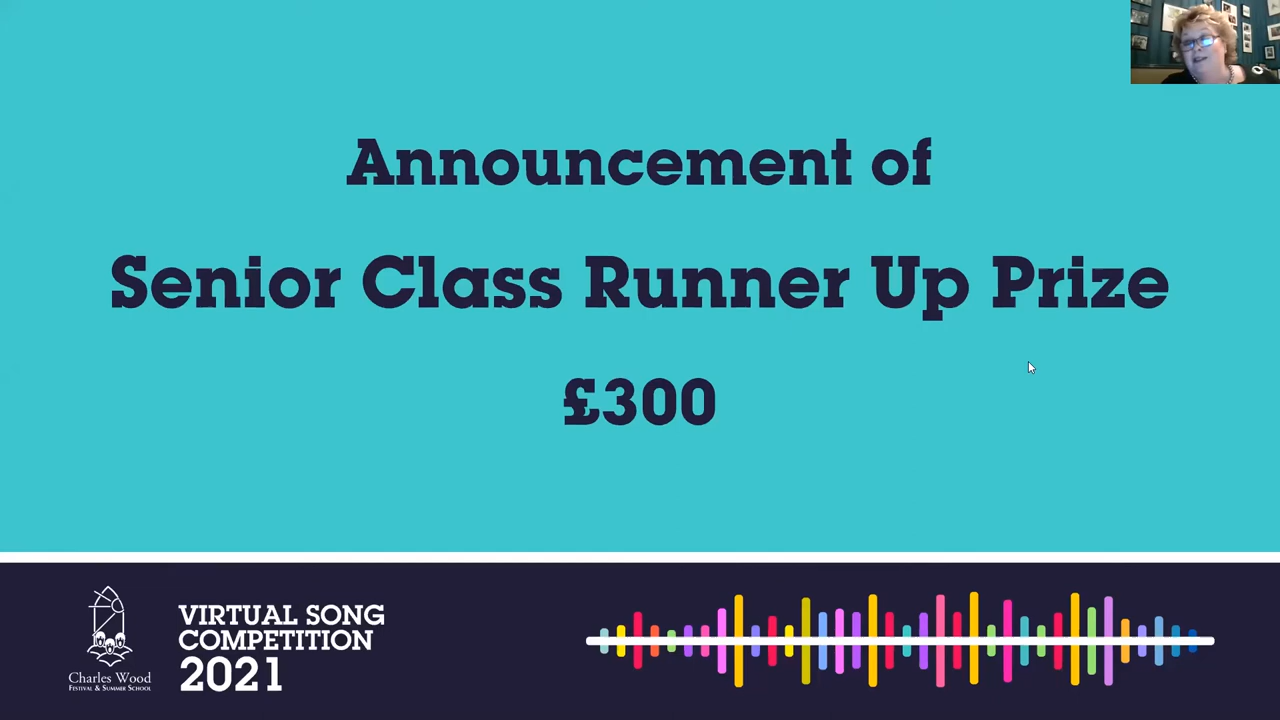 Announcement of
Senior Class Runner Up Prize
£300
VIRTUAL SONG
COMPETITION
2021
Charles Wood
FESTIVAL & SUMMER SCHOOL